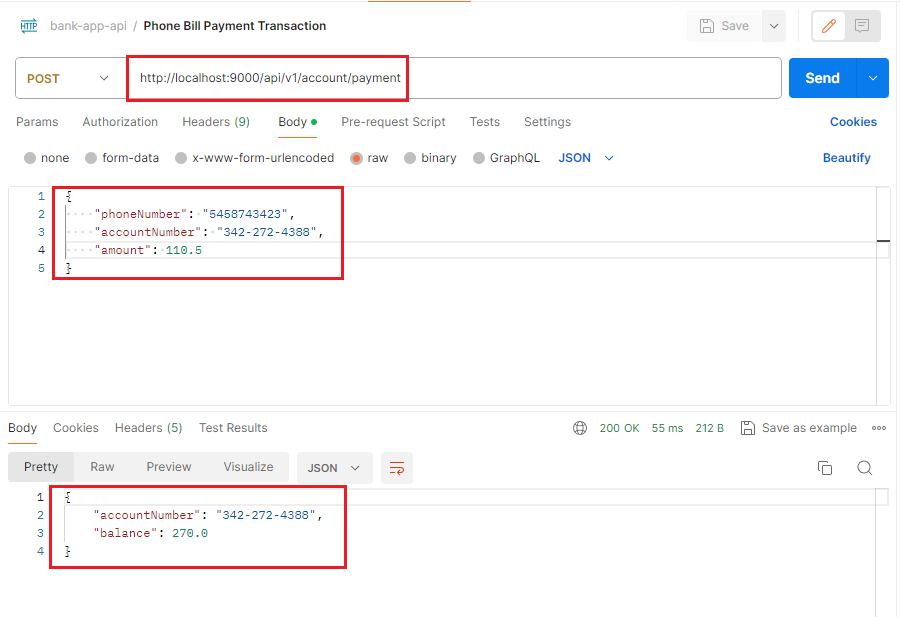 HTTP bank-app-api / Phone Bill Payment Transaction Save
POST http://localhost:9000/api/v1/account/payment Send
Params Authorization Headers (9) Body Pre-request Script Tests Settings Cookies
none form-data x-www-form-urlencoded raw binary GraphQL JSON Beautify
1 {
2 ····"phoneNumber":·"5458743423",
3 ····"accountNumber":·"342-272-4388",
4 ····"amount":·110.5
5 }
Body Cookies Headers (5) Test Results 200 OK 55 ms 212 B Save as example
Pretty Raw Preview Visualize JSON
1 {
2 "accountNumber": "342-272-4388",
3 "balance": 270.0
4 }